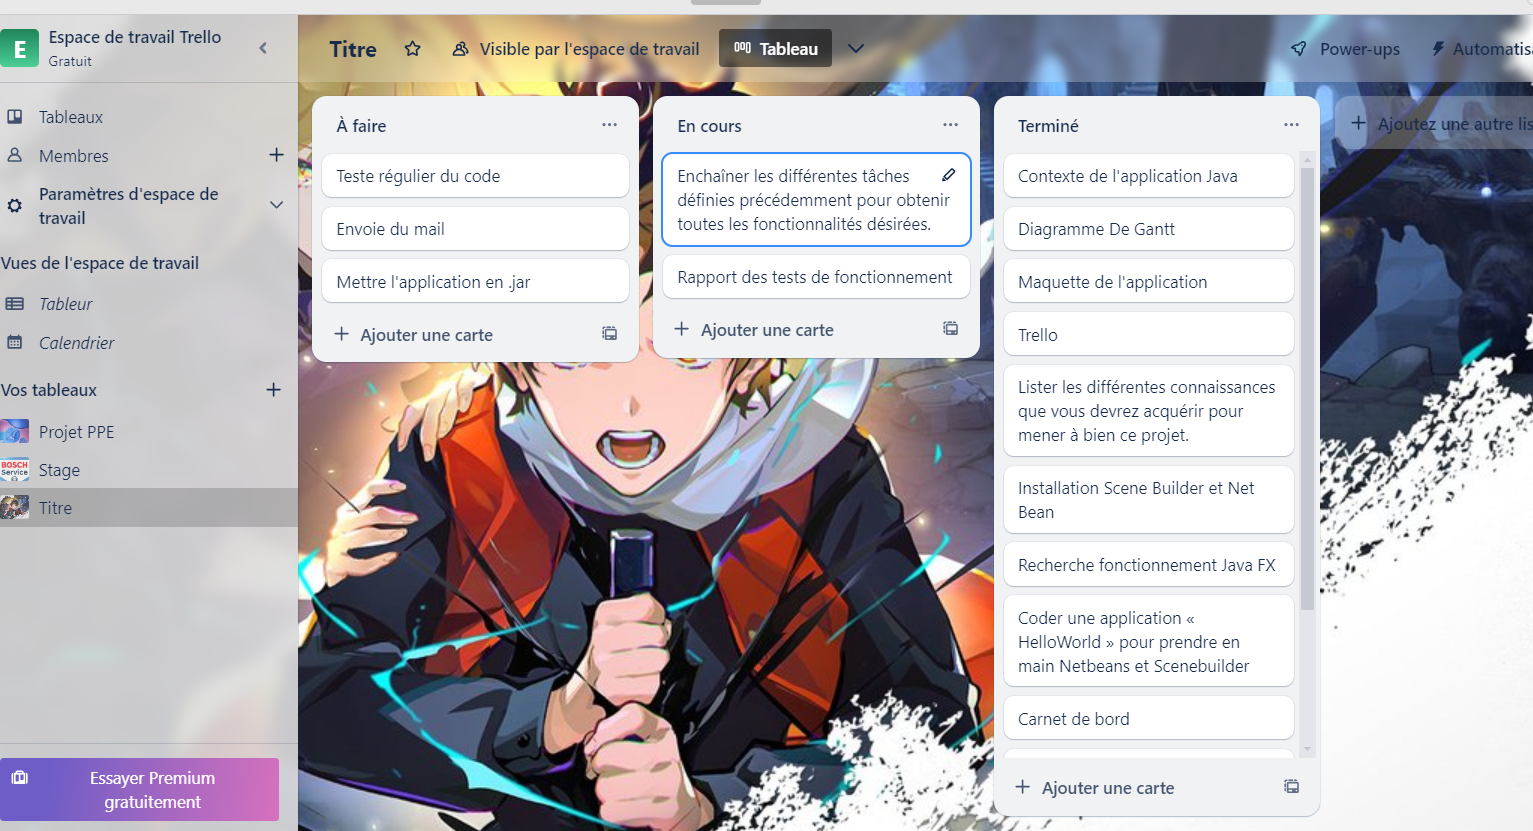 E
Espace de travail Trello
Gratuit
Tableaux
Membres
Paramètres d'espace de
travail
Vues de l'espace de travail
Tableur
Calendrier
Vos tableaux
Projet PPE
BOSCH
Service
Stage
Titre
Essayer Premium
gratuitement
Titre
Visible par l'espace de travail
Tableau
Power-ups
Automatisa
À faire
Teste régulier du code
Envoie du mail
Mettre l'application en .jar
Ajouter une carte
En cours
Enchaîner les différentes tâches
définies précédemment pour obtenir
toutes les fonctionnalités désirées.
Rapport des tests de fonctionnement
Ajouter une carte
Terminé
Contexte de l'application Java
Diagramme De Gantt
Maquette de l'application
Trello
Lister les différentes connaissances
que vous devrez acquérir pour
mener à bien ce projet.
Installation Scene Builder et Net
Bean
Recherche fonctionnement Java FX
Coder une application «
HelloWorld » pour prendre en
main Netbeans et Scenebuilder
Carnet de bord
Ajouter une carte
Ajoutez une autre lis